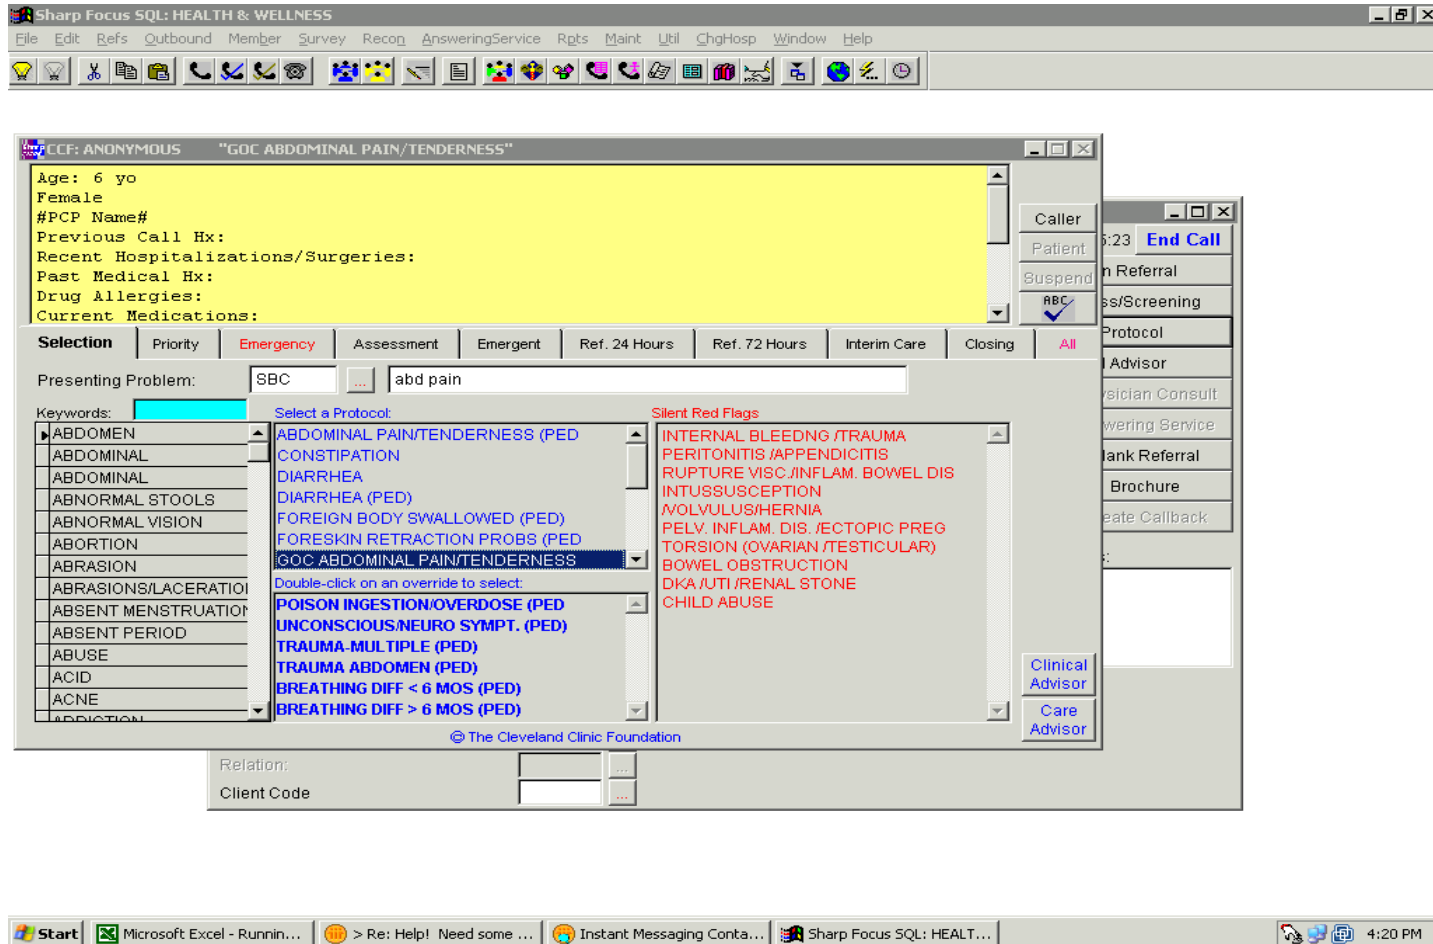 Sharp Focus SQL: HEALTH & WELLNESS
File Edit Refs Outbound Member Survey Recon AnsweringService Rpts Maint Util ChgHosp Window Help
CCF: ANONYMOUS "GOC ABDOMINAL PAIN/TENDERNESS"
Age: 6 yo
Female
#PCP Name#
Previous Call Hx:
Recent Hospitalizations/Surgeries:
Past Medical Hx:
Drug Allergies:
Current Medications:
Caller
Patient
Suspend
ABC
5:23 End Call
n Referral
ss/Screening
Protocol
l Advisor
ysician Consult
wering Service
lank Referral
Brochure
eate Callback
s:
Selection Priority Emergency Assessment Emergent Ref. 24 Hours Ref. 72 Hours Interim Care Closing All
Presenting Problem: SBC ... abd pain
Keywords:
ABDOMEN
ABDOMINAL
ABDOMINAL
ABNORMAL STOOLS
ABNORMAL VISION
ABORTION
ABRASION
ABRASIONS/LACERATIO
ABSENT MENSTRUATION
ABSENT PERIOD
ABUSE
ACID
ACNE
ADDICTION
Select a Protocol:
ABDOMINAL PAIN/TENDERNESS (PED
CONSTIPATION
DIARRHEA
DIARRHEA (PED)
FOREIGN BODY SWALLOWED (PED)
FORESKIN RETRACTION PROBS (PED
GOC ABDOMINAL PAIN/TENDERNESS
Double-click on an override to select:
POISON INGESTION/OVERDOSE (PED
UNCONSCIOUS/NEURO SYMPT. (PED)
TRAUMA-MULTIPLE (PED)
TRAUMA ABDOMEN (PED)
BREATHING DIFF < 6 MOS (PED)
BREATHING DIFF > 6 MOS (PED)
Silent Red Flags
INTERNAL BLEEDNG /TRAUMA
PERITONITIS /APPENDICITIS
RUPTURE VISC./INFLAM. BOWEL DIS
INTUSSUSCEPTION
/VOLVULUS/HERNIA
PELV. INFLAM. DIS. /ECTOPIC PREG
TORSION (OVARIAN /TESTICULAR)
BOWEL OBSTRUCTION
DKA /UTI /RENAL STONE
CHILD ABUSE
Clinical
Advisor
Care
Advisor
© The Cleveland Clinic Foundation
Relation: ...
Client Code ...
Start Microsoft Excel - Runnin... > Re: Help! Need some ... Instant Messaging Conta... Sharp Focus SQL: HEALT... 4:20 PM